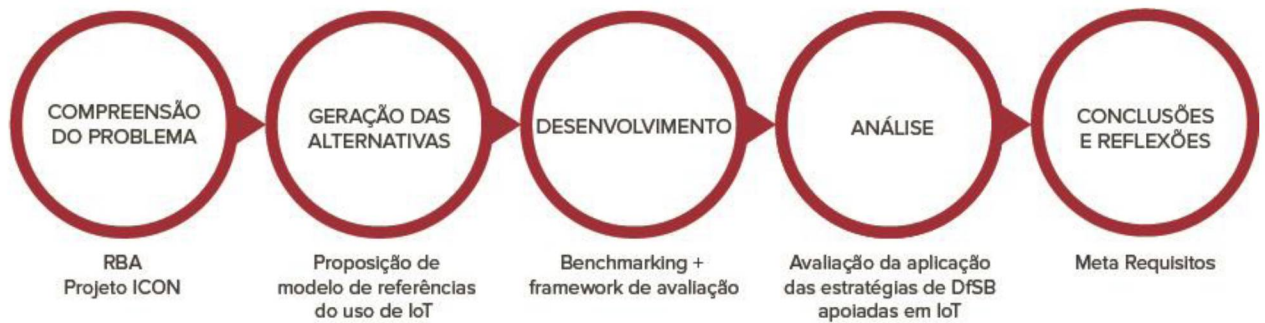 COMPREENSÃO
DO PROBLEMA
GERAÇÃO DAS
ALTERNATIVAS
DESENVOLVIMENTO
ANÁLISE
CONCLUSÕES
E REFLEXÕES
RBA
Projeto ICON
Proposição de
modelo de referências
do uso de IoT
Benchmarking +
framework de avaliação
Avaliação da aplicação
das estratégias de DfSB
apoiadas em IoT
Meta Requisitos